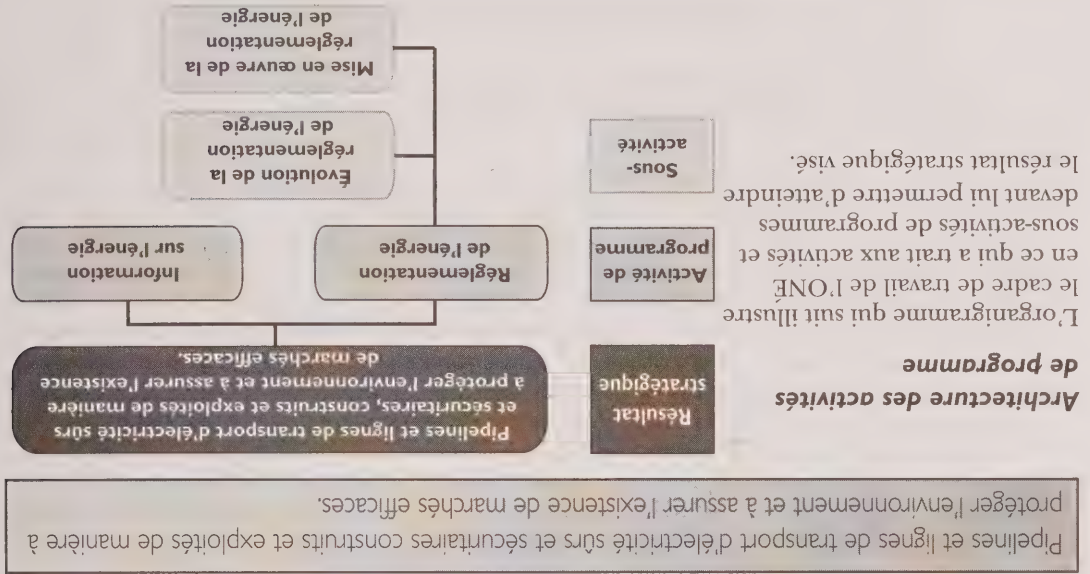 Pipelines et lignes de transport d'électricité sûrs et sécuritaires construits et exploités de manière à
protéger l'environnement et à assurer l'existence de marchés efficaces.
Architecture des activités
de programme
L'organigramme qui suit illustre
le cadre de travail de l'ONÉ
en ce qui a trait aux activités et
sous-activités de programmes
devant lui permettre d'atteindre
le résultat stratégique visé.
Résultat
stratégique
Pipelines et lignes de transport d'électricité sûrs
et sécuritaires, construits et exploités de manière
à protéger l'environnement et à assurer l'existence
de marchés efficaces.
Activité de
programme
Réglementation
de l'énergie
Information
sur l'énergie
Sous-
activité
Évolution de la
réglementation
de l'énergie
Mise en œuvre de la
réglementation
de l'énergie